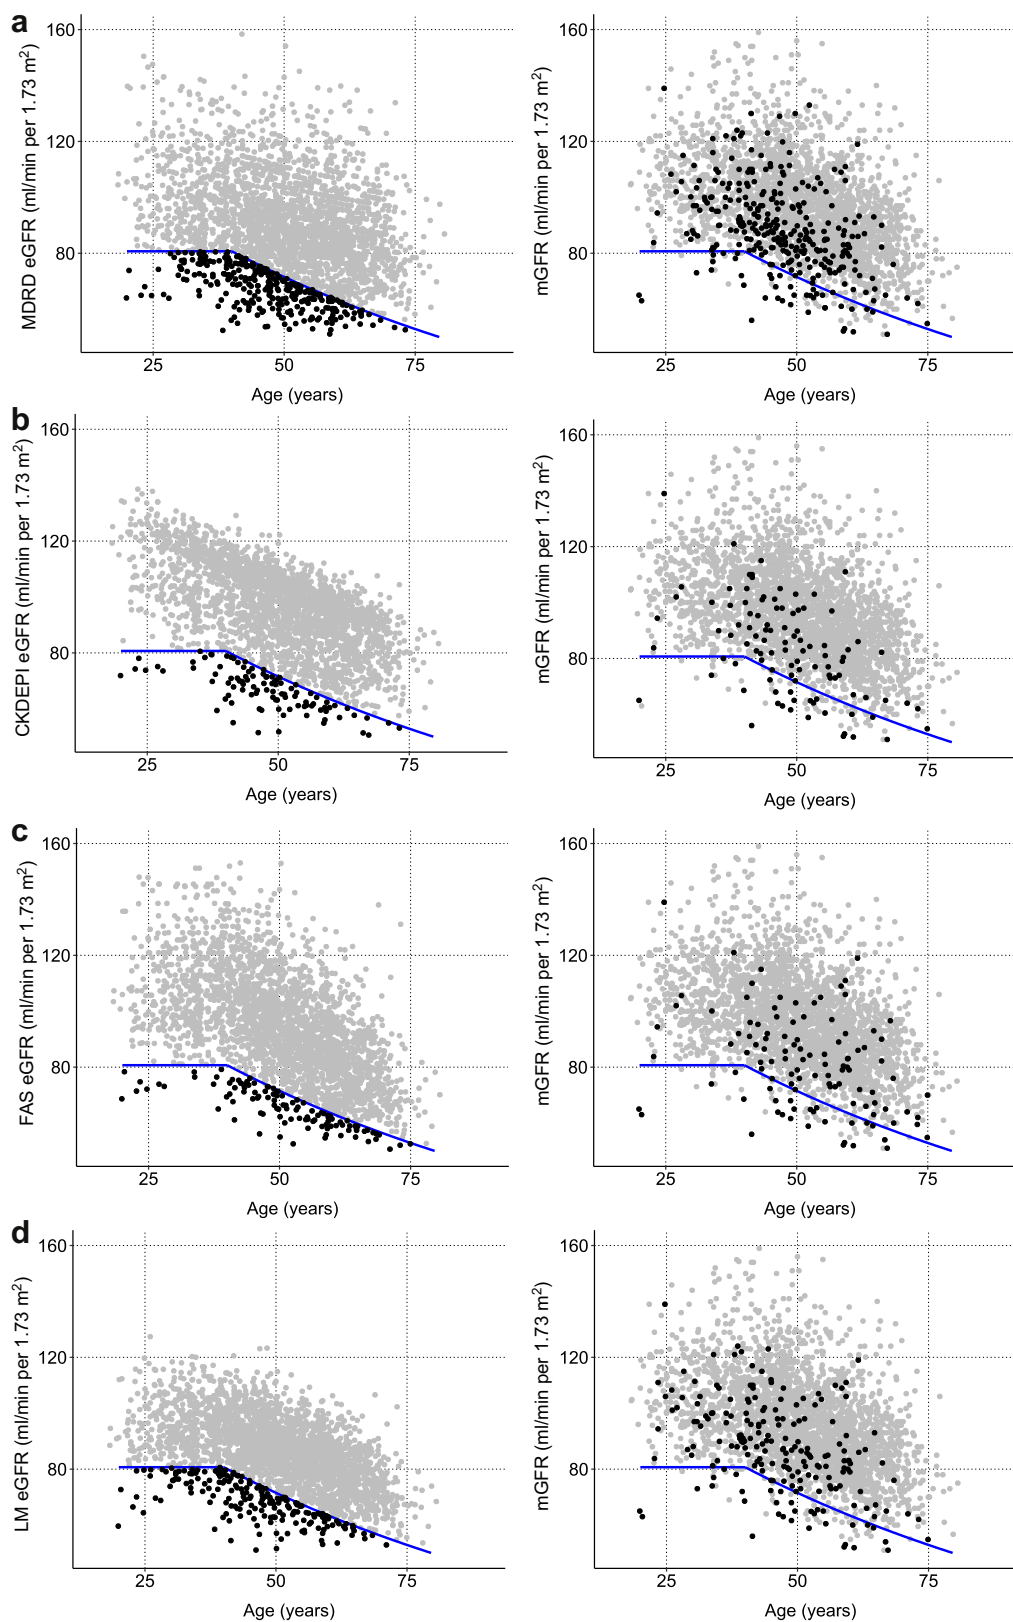 a
160
120
80
25
50
75
MDRD eGFR (ml/min per 1.73 m²)
Age (years)
160
120
80
25
50
75
mGFR (ml/min per 1.73 m²)
Age (years)
b
160
120
80
25
50
75
CKDEPI eGFR (ml/min per 1.73 m²)
Age (years)
160
120
80
25
50
75
mGFR (ml/min per 1.73 m²)
Age (years)
c
160
120
80
25
50
75
FAS eGFR (ml/min per 1.73 m²)
Age (years)
160
120
80
25
50
75
mGFR (ml/min per 1.73 m²)
Age (years)
d
160
120
80
25
50
75
LM eGFR (ml/min per 1.73 m²)
Age (years)
160
120
80
25
50
75
mGFR (ml/min per 1.73 m²)
Age (years)